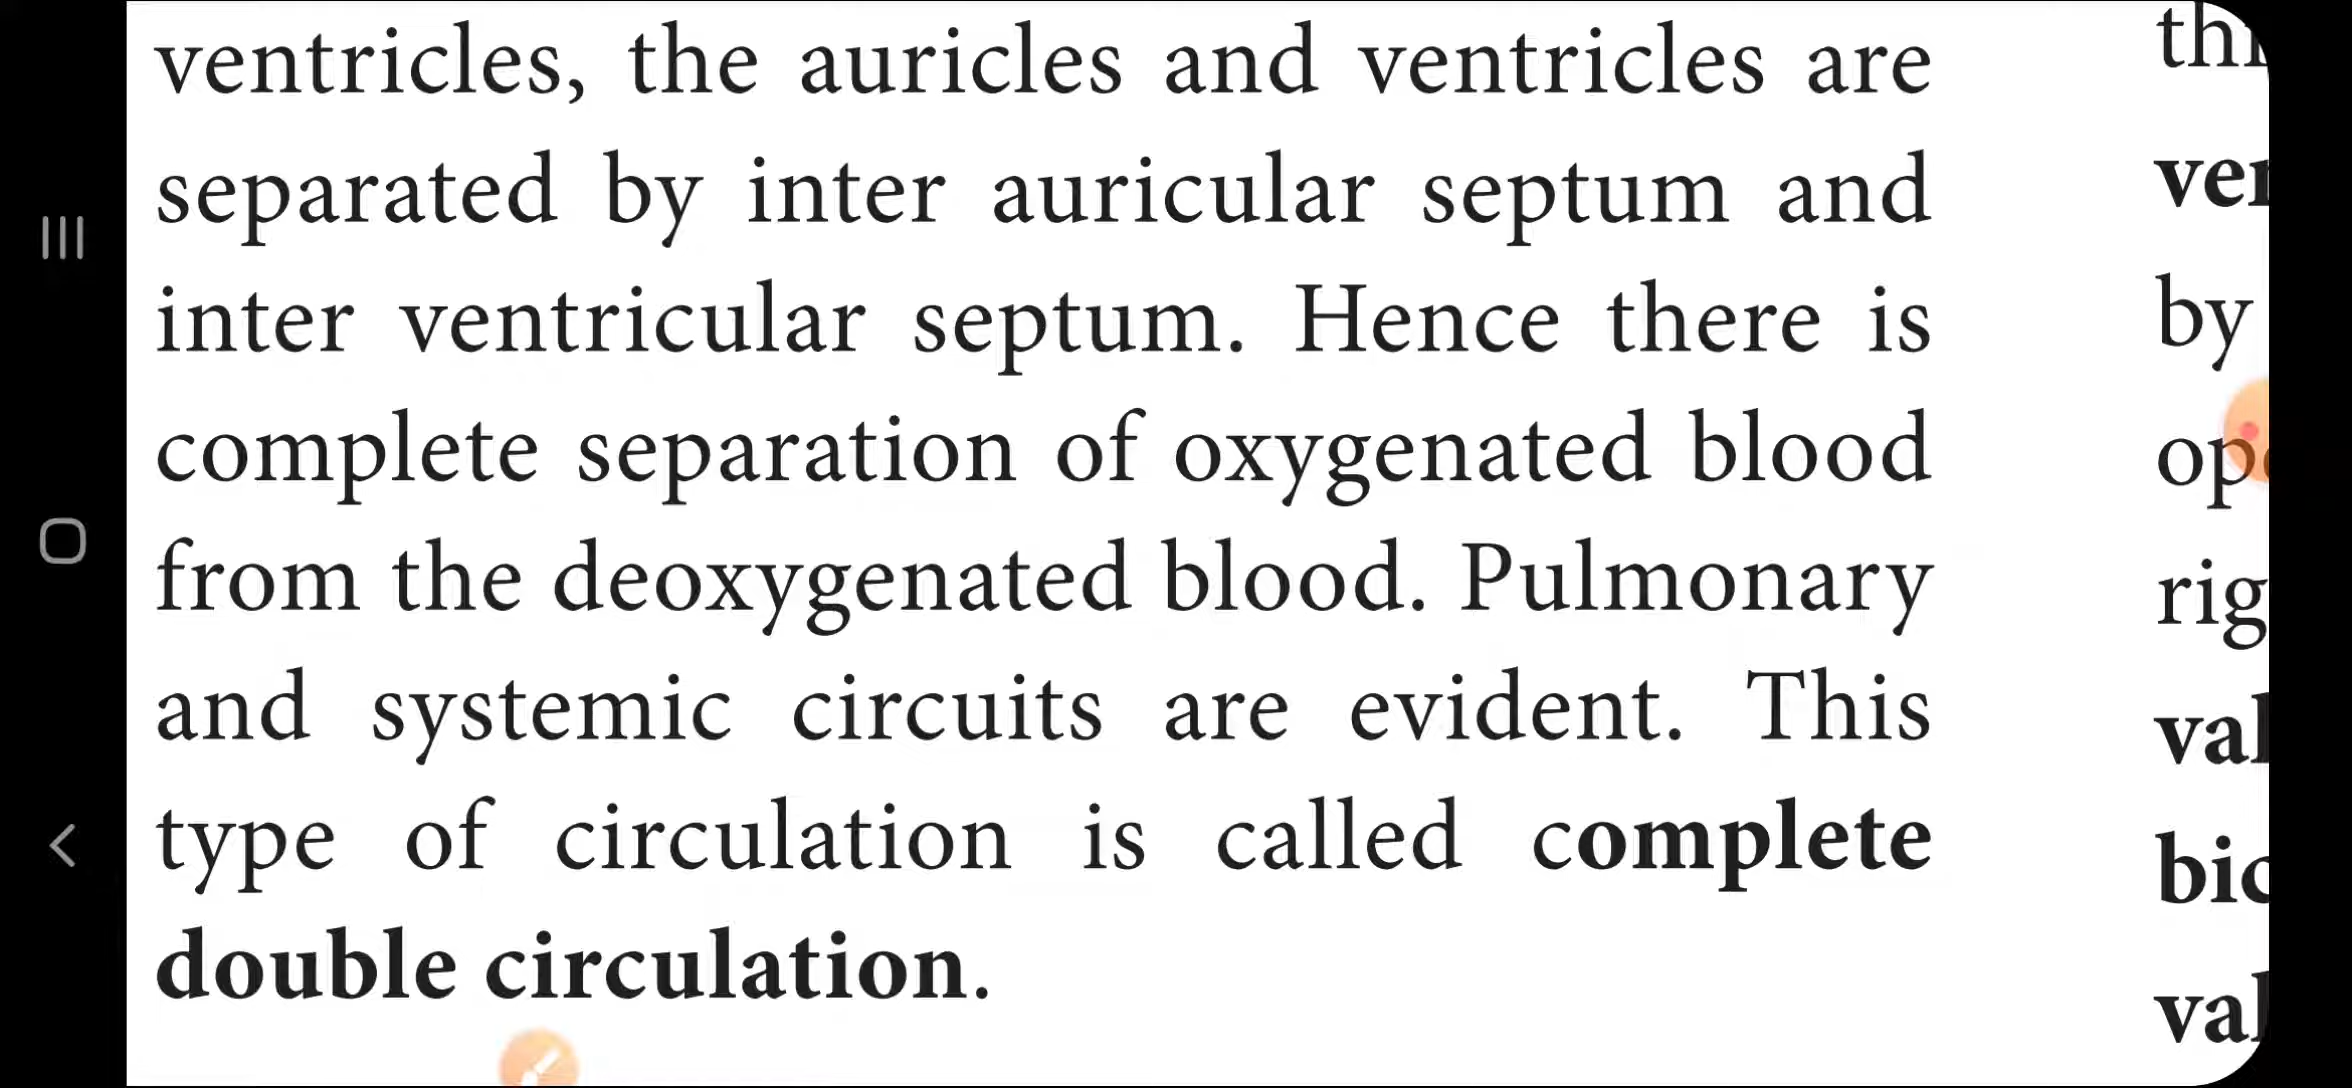 ventricles, the auricles and ventricles are
separated by inter auricular septum and
inter ventricular septum. Hence there is
complete separation of oxygenated blood
from the deoxygenated blood. Pulmonary
and systemic circuits are evident. This
type of circulation is called complete
double circulation.
by